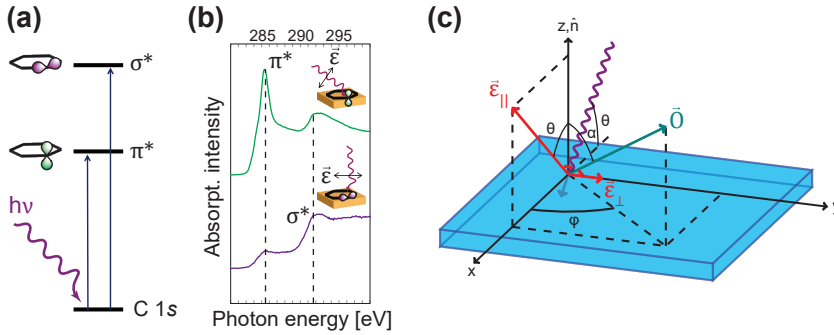 (a)
σ*
π*
hν
C 1s
(b)
285 290 295
π*
ε⃗
ε⃗
σ*
Absorpt. intensity
Photon energy [eV]
(c)
z,n̂
ε⃗||
θ
α
θ
O⃗
ε⃗⊥
φ
x
y